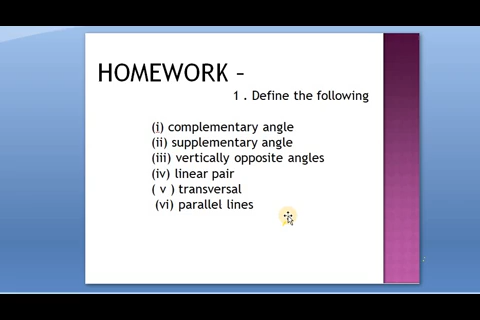 HOMEWORK –
1 . Define the following
(i) complementary angle
(ii) supplementary angle
(iii) vertically opposite angles
(iv) linear pair
( v ) transversal
(vi) parallel lines